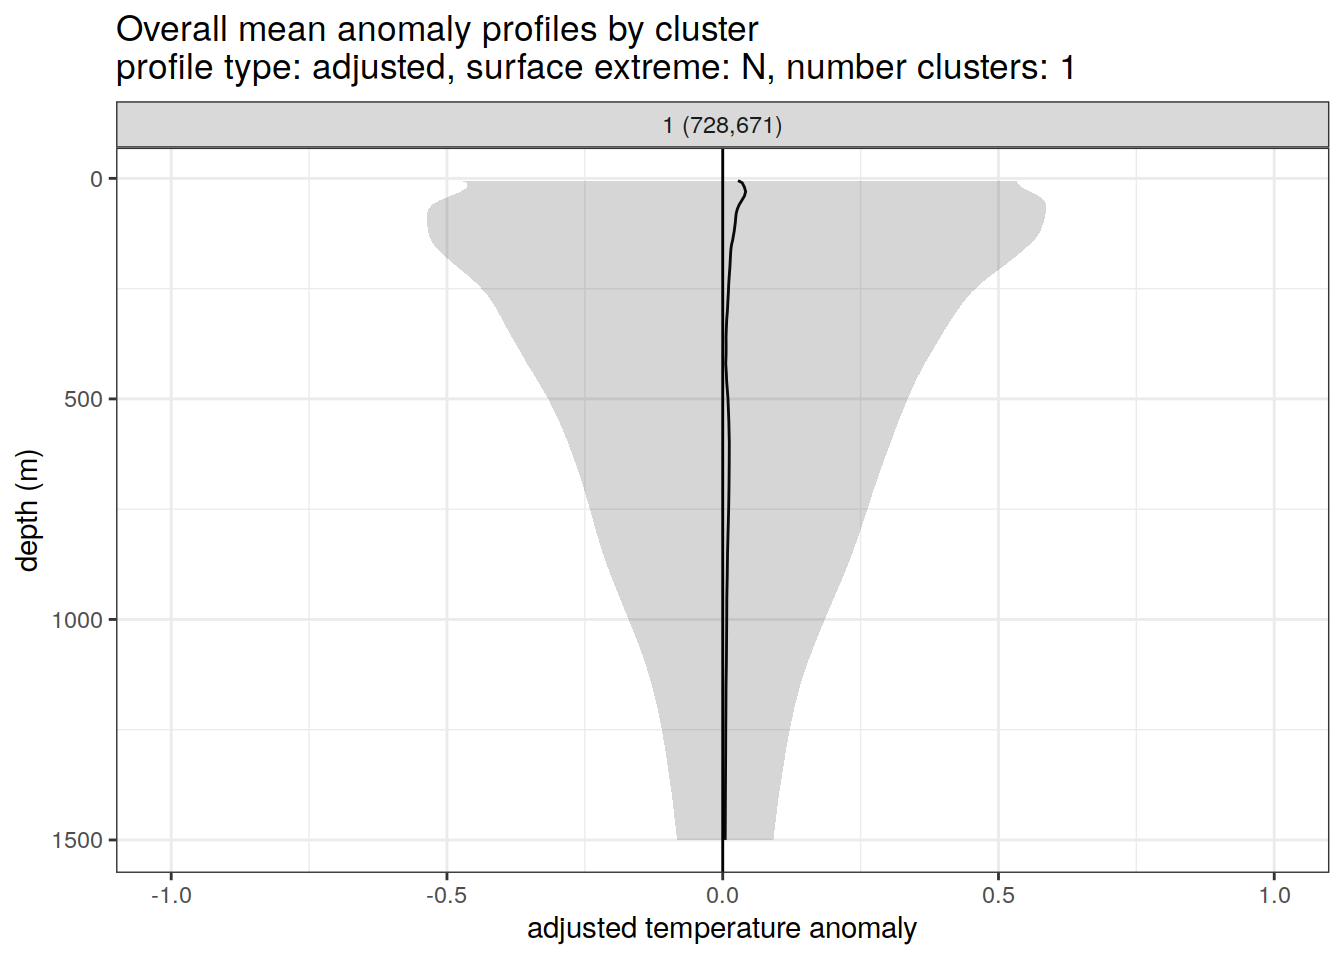 Overall mean anomaly profiles by cluster
profile type: adjusted, surface extreme: N, number clusters: 1
1 (728,671)
0
500
1000
1500
depth (m)
-1.0
-0.5
0.0
0.5
1.0
adjusted temperature anomaly